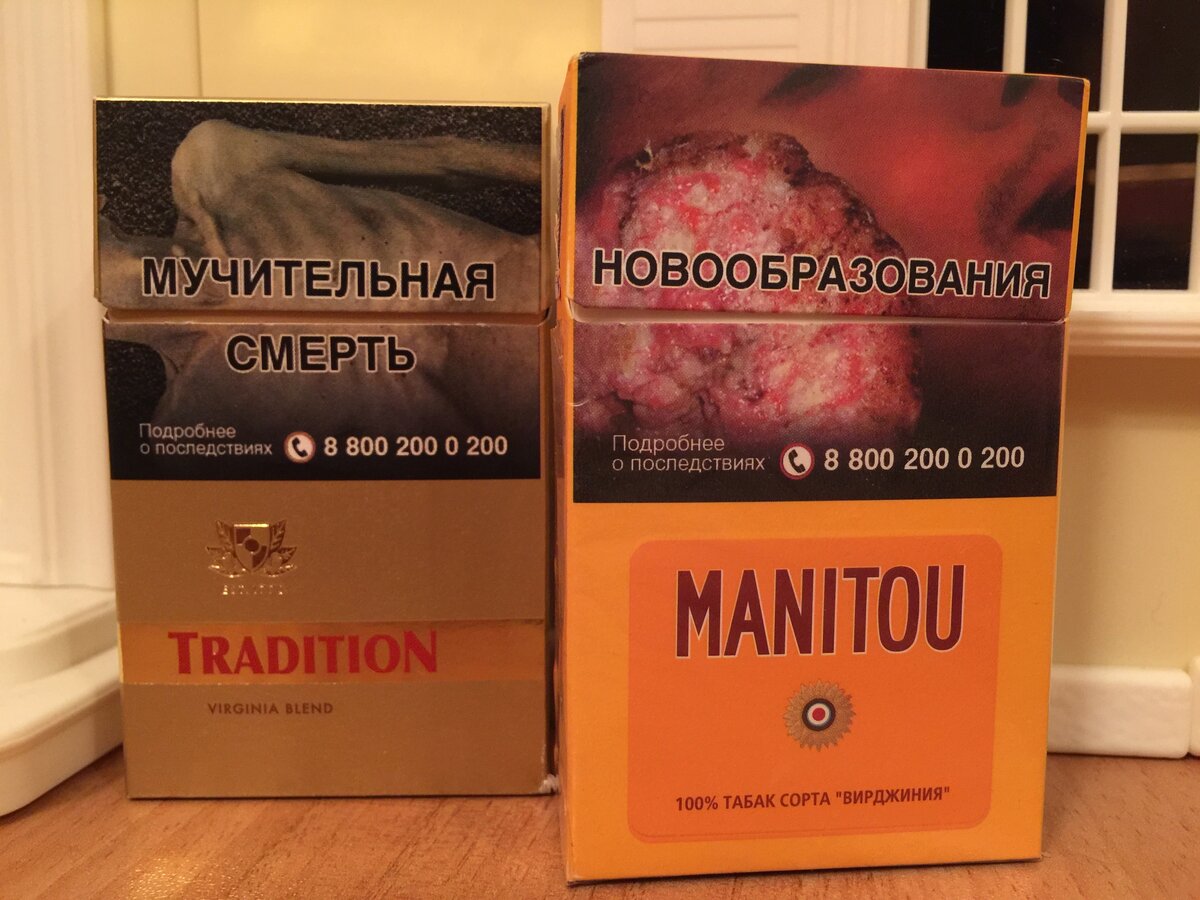 МУЧИТЕЛЬНАЯ
СМЕРТЬ
Подробнее
о последствиях
8 800 200 0 200
TRADITION
VIRGINIA BLEND
НОВООБРАЗОВАНИЯ
Подробнее
о последствиях
8 800 200 0 200
MANITOU
100% ТАБАК СОРТА "ВИРДЖИНИЯ"